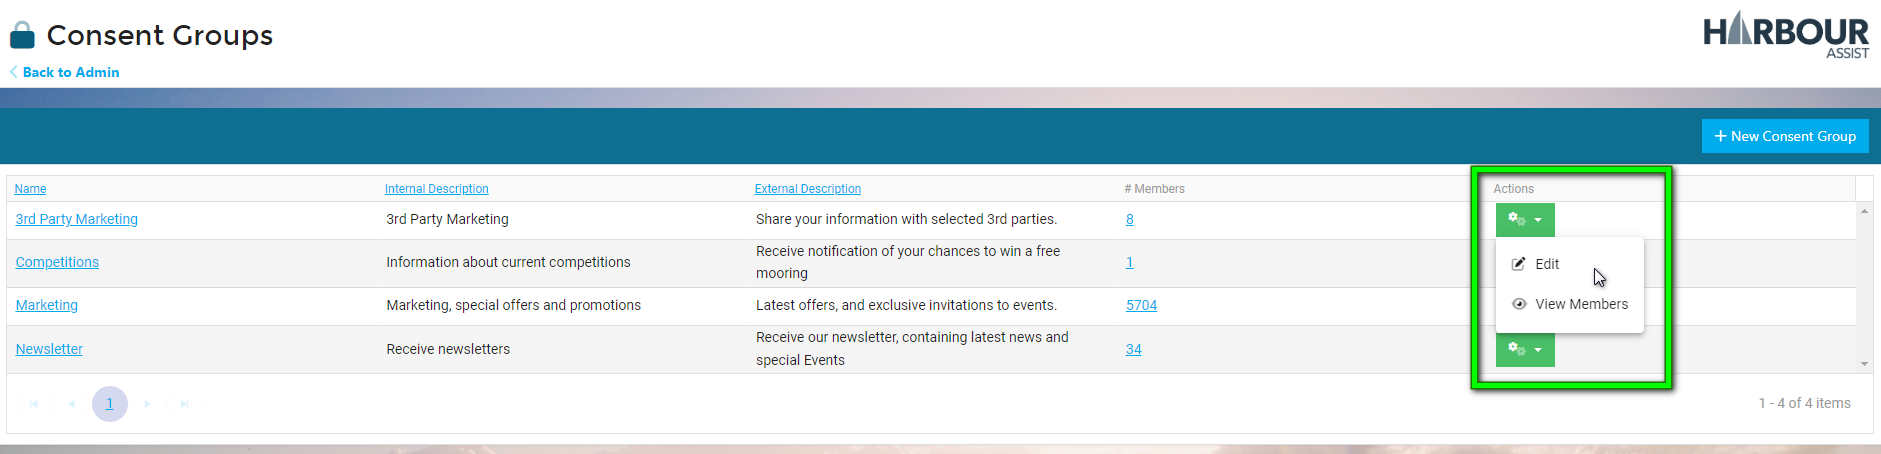 Consent Groups
HARBOUR
ASSIST
Back to Admin
+ New Consent Group
Name Internal Description External Description # Members Actions
3rd Party Marketing 3rd Party Marketing Share your information with selected 3rd parties. 8
Competitions Information about current competitions Receive notification of your chances to win a free
mooring 1
Edit
Marketing Marketing, special offers and promotions Latest offers, and exclusive invitations to events. 5704
View Members
Newsletter Receive newsletters Receive our newsletter, containing latest news and
special Events 34
1
1 - 4 of 4 items